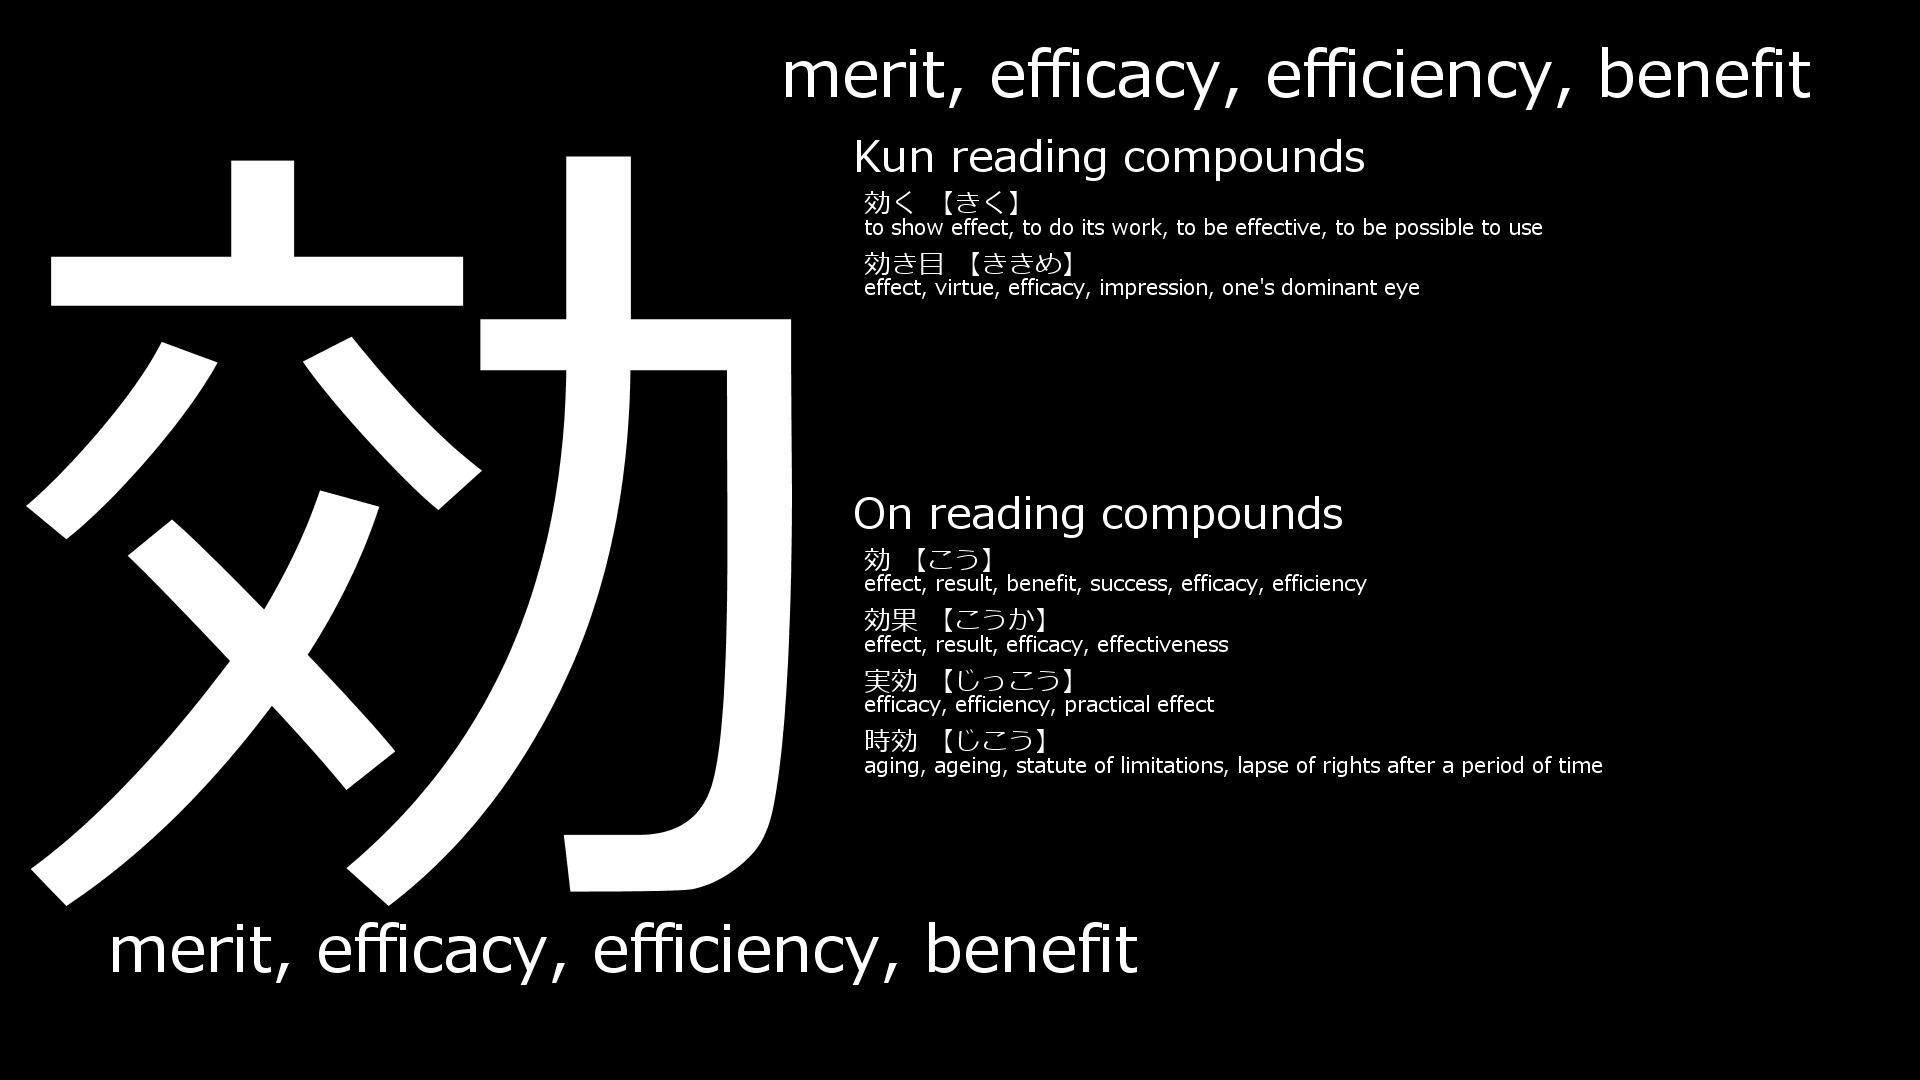 merit, efficacy, efficiency, benefit
効
Kun reading compounds
効く 【きく】
to show effect, to do its work, to be effective, to be possible to use
効き目 【ききめ】
effect, virtue, efficacy, impression, one's dominant eye
On reading compounds
効 【こう】
effect, result, benefit, success, efficacy, efficiency
効果 【こうか】
effect, result, efficacy, effectiveness
実効 【じっこう】
efficacy, efficiency, practical effect
時効 【じこう】
aging, ageing, statute of limitations, lapse of rights after a period of time
merit, efficacy, efficiency, benefit